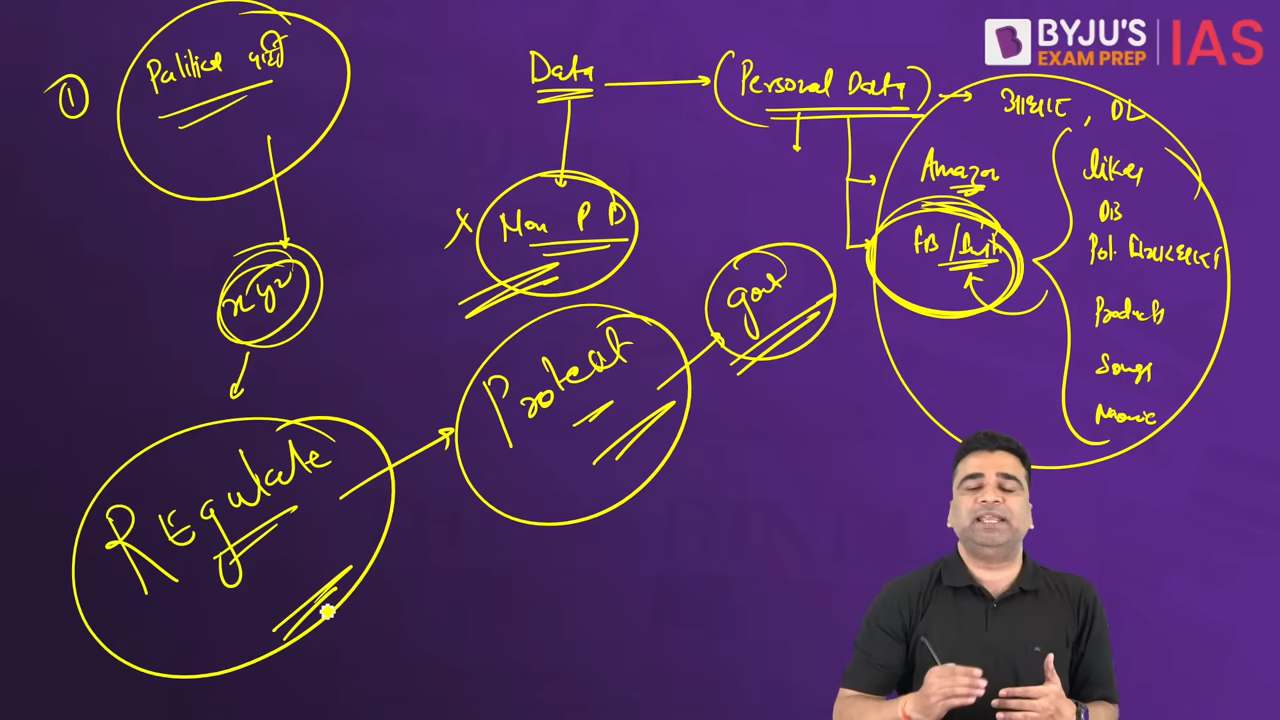 BYJU'S
EXAM PREP
IAS
①
Political पार्टी
xyz
REgulate
Protect
govt
Data
Non P D
(Personal Data)
आधार, DL
Amazon
FB /
likes
DB
Pol.
Products
Songs